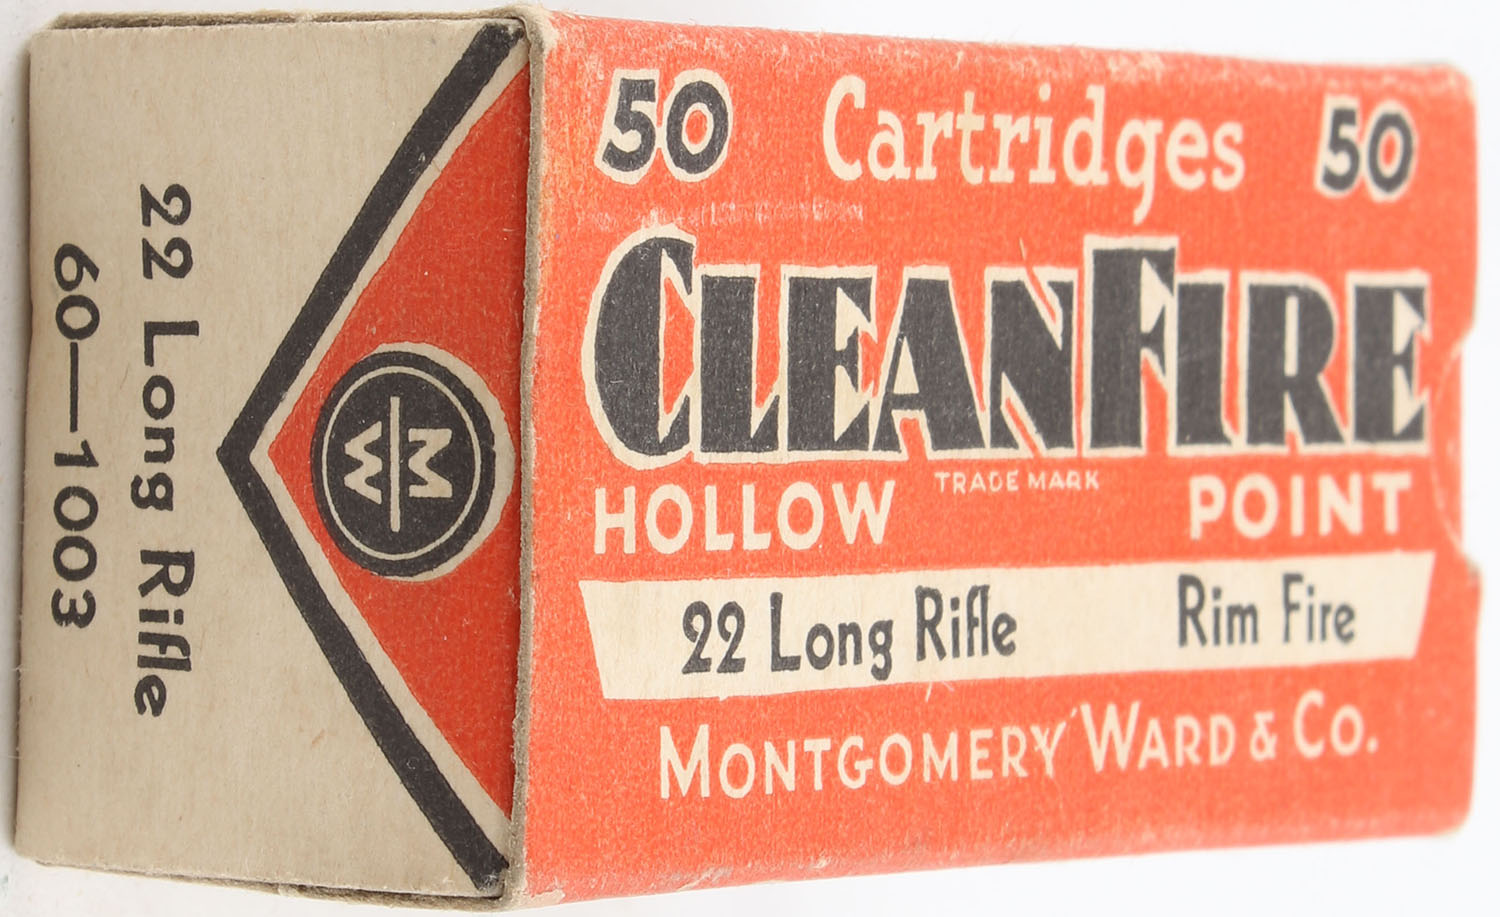 50 Cartridges 50
CLEANFIRE
TRADE MARK
HOLLOW POINT
22 Long Rifle Rim Fire
MONTGOMERY WARD & CO.
M
W
22 Long Rifle
60—1003